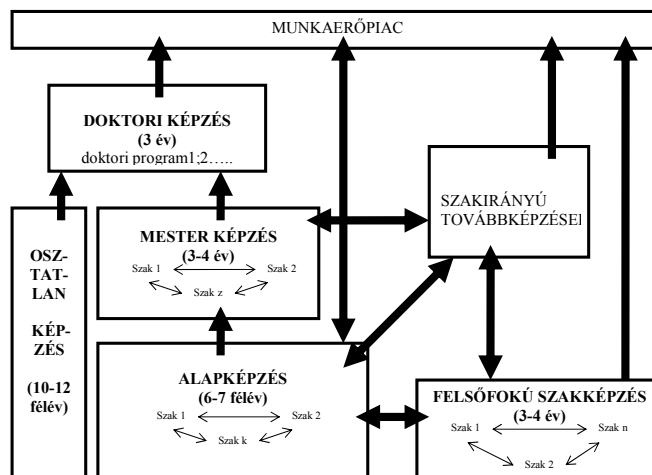 MUNKAERŐPIAC
DOKTORI KÉPZÉS
(3 év)
doktori program1;2…..
SZAKIRÁNYÚ
TOVÁBBKÉPZÉSEI
OSZ-
TAT-
LAN
KÉP-
ZÉS
(10-12
félév)
MESTER KÉPZÉS
(3-4 év)
Szak 1
Szak 2
Szak z
ALAPKÉPZÉS
(6-7 félév)
Szak 1
Szak 2
Szak k
FELSŐFOKÚ SZAKKÉPZÉS
(3-4 év)
Szak 1
Szak n
Szak 2